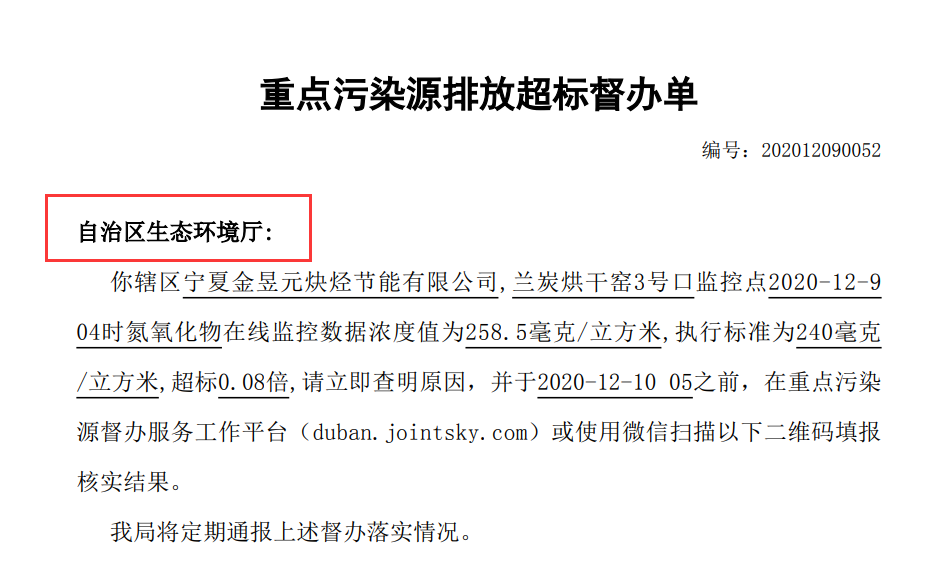 重点污染源排放超标督办单
编号：202012090052
自治区生态环境厅：
你辖区宁夏金昱元炔烃节能有限公司,兰炭烘干窑3号口监控点2020-12-9
04时氮氧化物在线监控数据浓度值为258.5毫克/立方米,执行标准为240毫克
/立方米,超标0.08倍,请立即查明原因，并于2020-12-10 05之前，在重点污染
源督办服务工作平台（duban.jointsky.com）或使用微信扫描以下二维码填报
核实结果。
我局将定期通报上述督办落实情况。